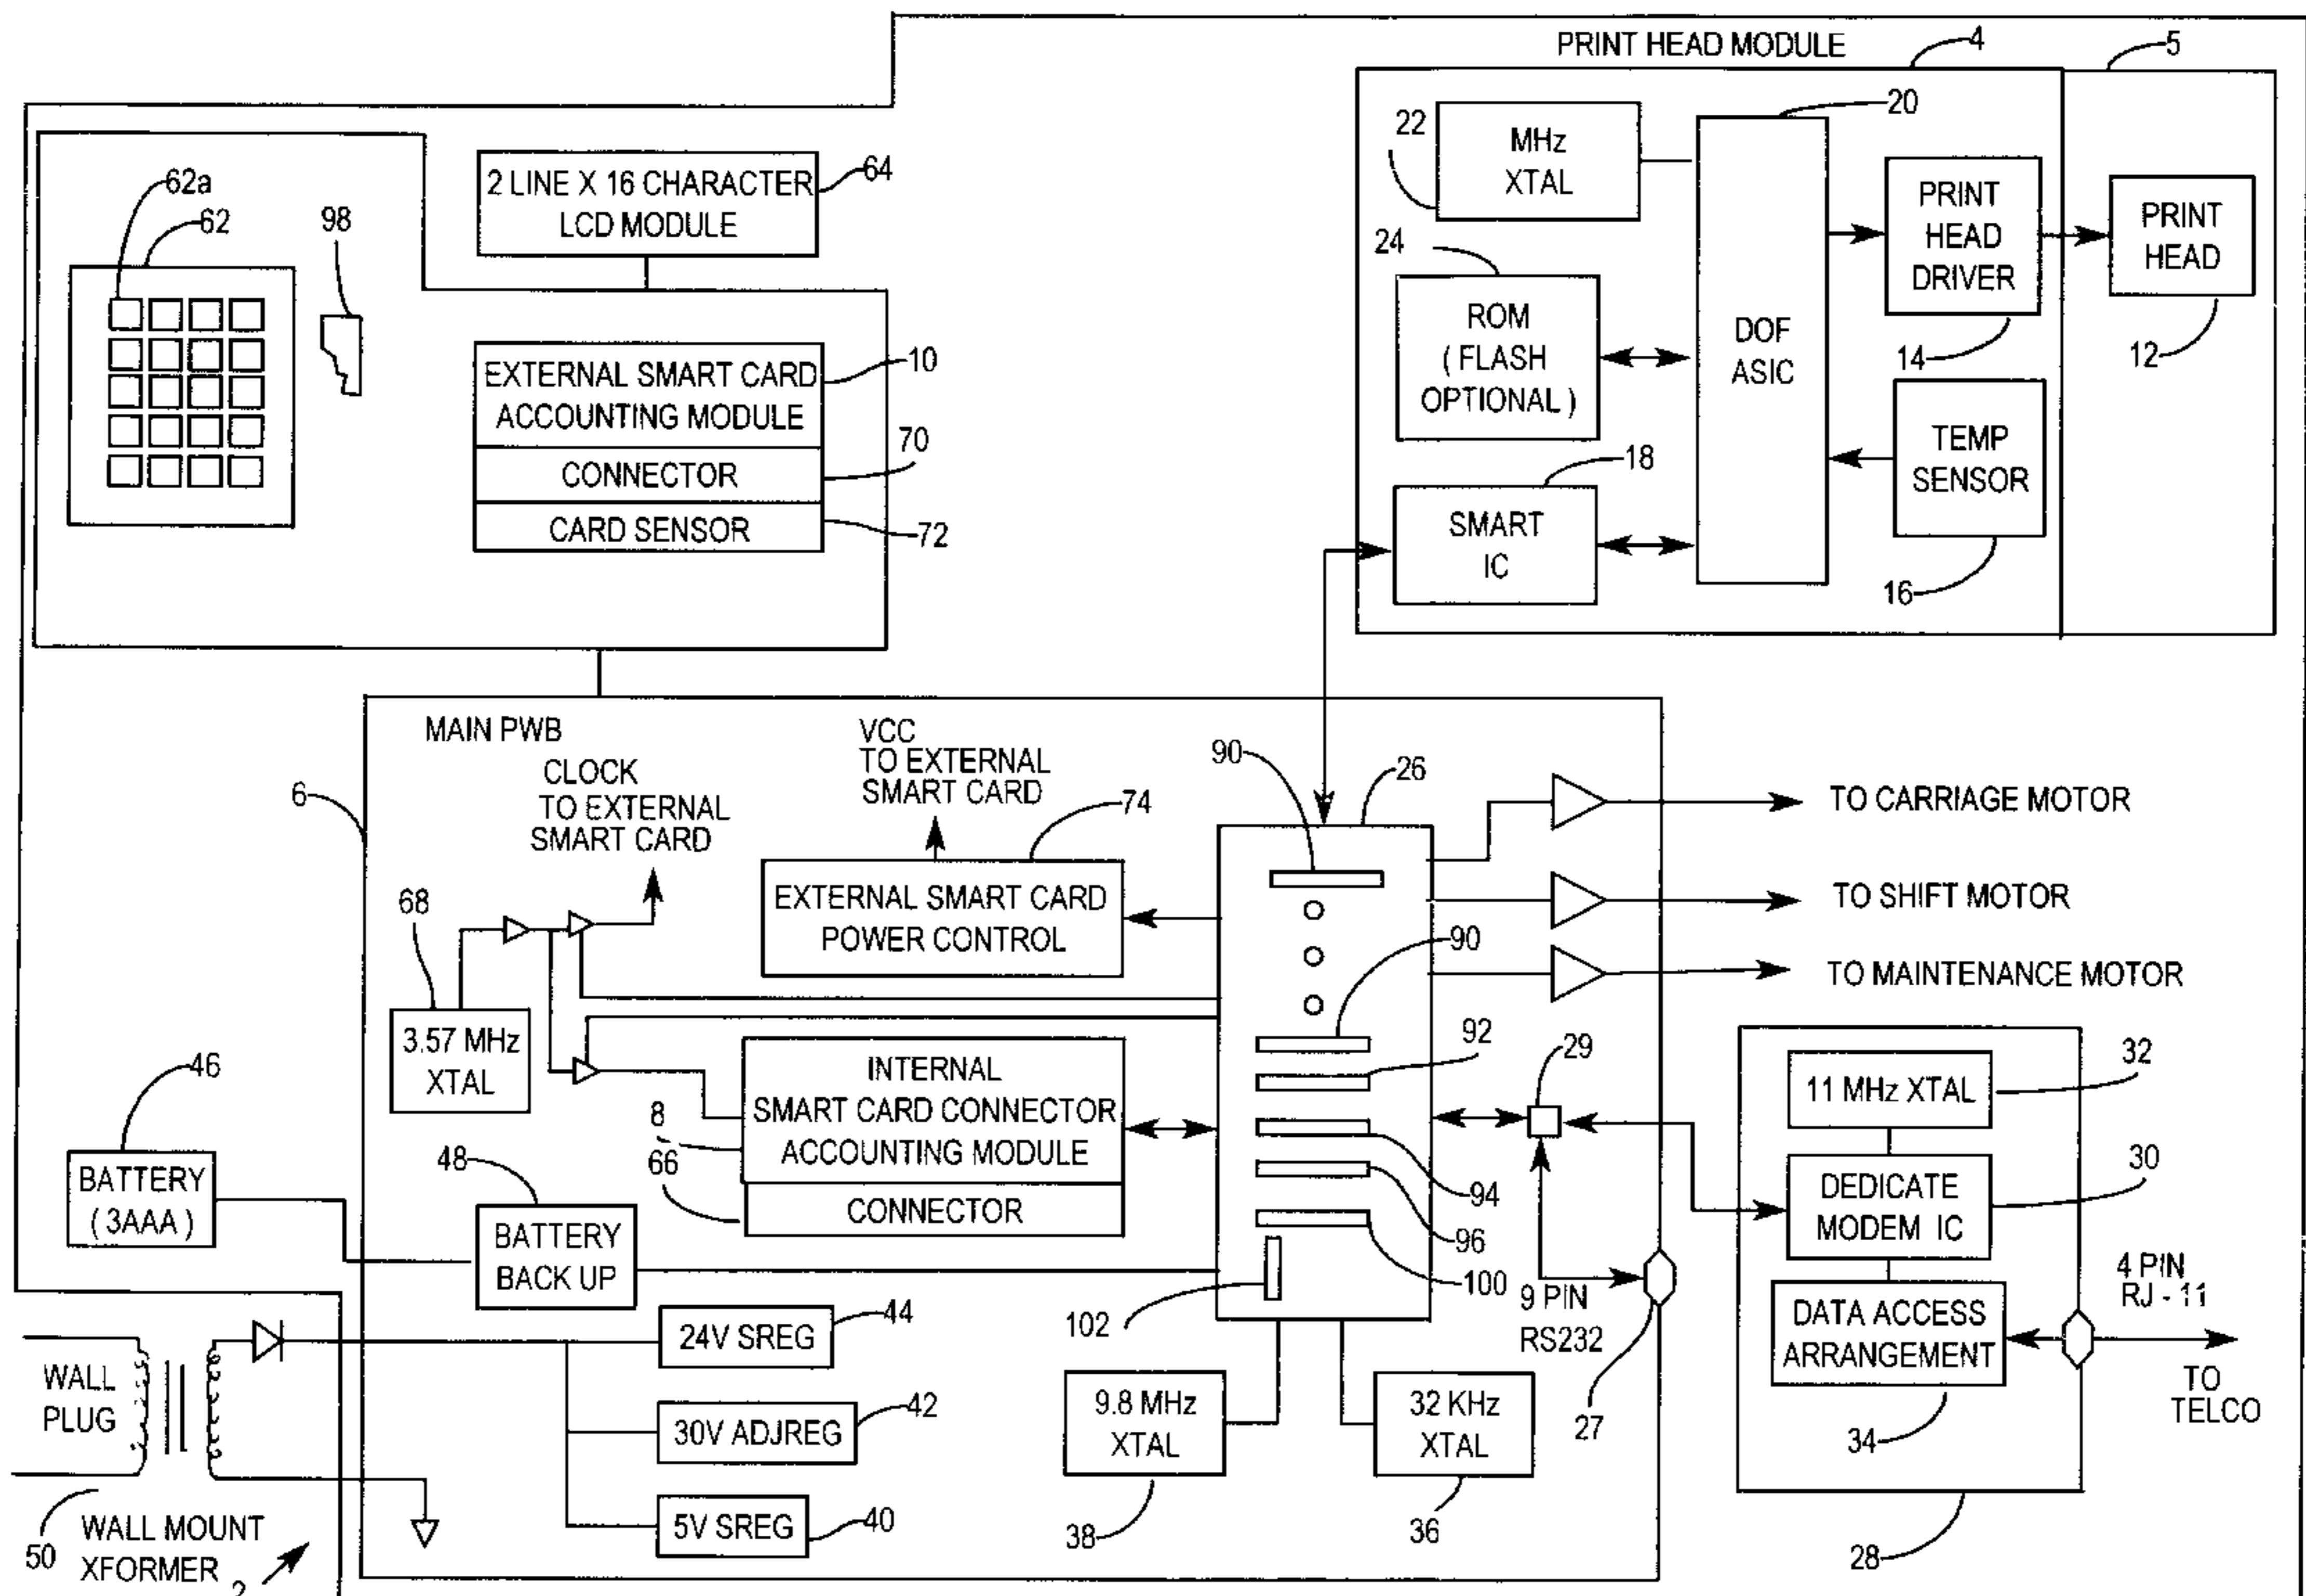 PRINT HEAD MODULE
4
5
20
22
MHz
XTAL
24
ROM
( FLASH
OPTIONAL )
18
SMART
IC
DOF
ASIC
PRINT
HEAD
DRIVER
14
TEMP
SENSOR
16
PRINT
HEAD
12
62a
62
98
2 LINE X 16 CHARACTER
LCD MODULE
64
EXTERNAL SMART CARD
ACCOUNTING MODULE
10
CONNECTOR
70
CARD SENSOR
72
MAIN PWB
6
CLOCK
TO EXTERNAL
SMART CARD
VCC
TO EXTERNAL
SMART CARD
74
EXTERNAL SMART CARD
POWER CONTROL
90
26
90
92
94
96
100
102
68
3.57 MHz
XTAL
INTERNAL
SMART CARD CONNECTOR
ACCOUNTING MODULE
8
66
CONNECTOR
46
BATTERY
( 3AAA )
48
BATTERY
BACK UP
24V SREG
44
30V ADJREG
42
5V SREG
40
9.8 MHz
XTAL
38
32 KHz
XTAL
36
TO CARRIAGE MOTOR
TO SHIFT MOTOR
TO MAINTENANCE MOTOR
29
9 PIN
RS232
27
11 MHz XTAL
32
DEDICATE
MODEM IC
30
DATA ACCESS
ARRANGEMENT
34
28
4 PIN
RJ - 11
TO
TELCO
WALL
PLUG
50
WALL MOUNT
XFORMER
2